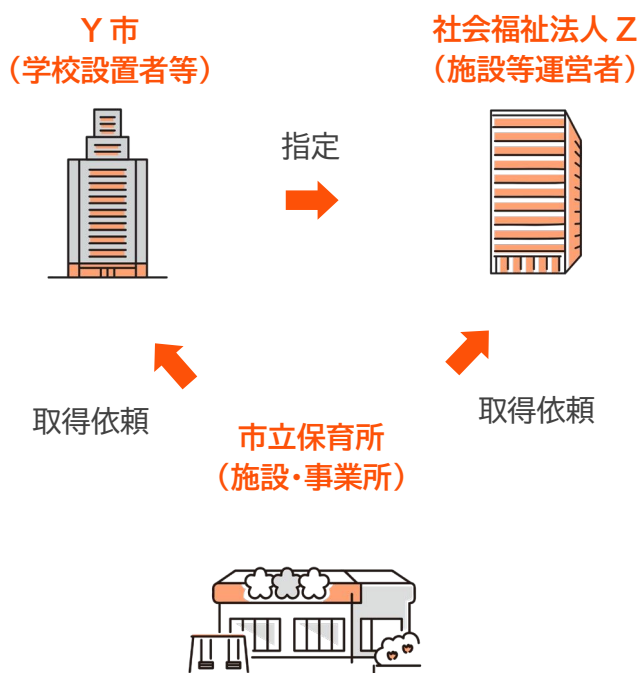 Y 市
（学校設置者等）
社会福祉法人 Z
（施設等運営者）
指定
取得依頼
取得依頼
市立保育所
（施設・事業所）